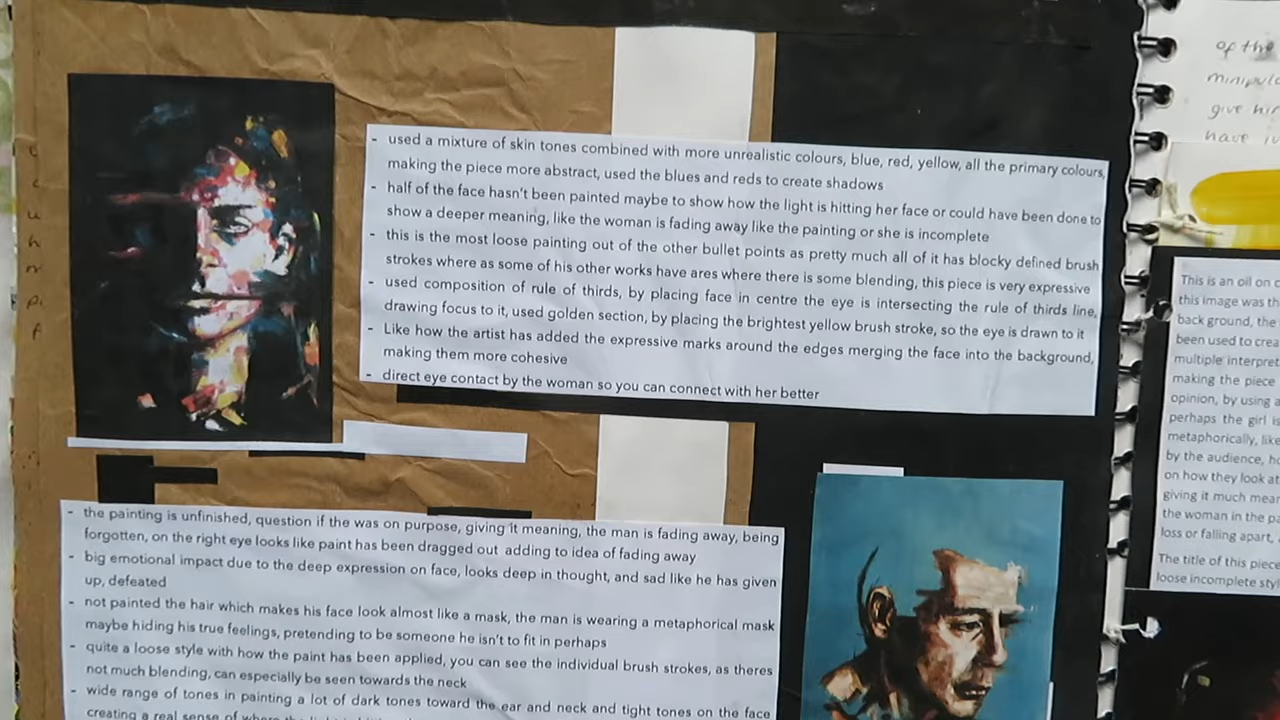 - used a mixture of skin tones combined with more unrealistic colours, blue, red, yellow, all the primary colours,
making the piece more abstract, used the blues and reds to create shadows
- half of the face hasn't been painted maybe to show how the light is hitting her face or could have been done to
show a deeper meaning, like the woman is fading away like the painting or she is incomplete
- this is the most loose painting out of the other bullet points as pretty much all of it has blocky defined brush
strokes where as some of his other works have ares where there is some blending, this piece is very expressive
- used composition of rule of thirds, by placing face in centre the eye is intersecting the rule of thirds line,
drawing focus to it, used golden section, by placing the brightest yellow brush stroke, so the eye is drawn to it
- Like how the artist has added the expressive marks around the edges merging the face into the background,
making them more cohesive
- direct eye contact by the woman so you can connect with her better
- the painting is unfinished, question if the was on purpose, giving it meaning, the man is fading away, being
forgotten, on the right eye looks like paint has been dragged out adding to idea of fading away
- big emotional impact due to the deep expression on face, looks deep in thought, and sad like he has given
up, defeated
- not painted the hair which makes his face look almost like a mask, the man is wearing a metaphorical mask
maybe hiding his true feelings, pretending to be someone he isn't to fit in perhaps
- quite a loose style with how the paint has been applied, you can see the individual brush strokes, as theres
not much blending, can especially be seen towards the neck
- wide range of tones in painting a lot of dark tones toward the ear and neck and tight tones on the face
creating a real sense of where the light is
of the
give
have
This is an oil on
this image was
back ground, the
been used to
multiple
making the piece
opinion, by using a
perhaps the girl is
metaphorically, like
by the audience,
on how they look at
giving it much
the woman in the
loss or falling apart,
The title of this piece
loose incomplete